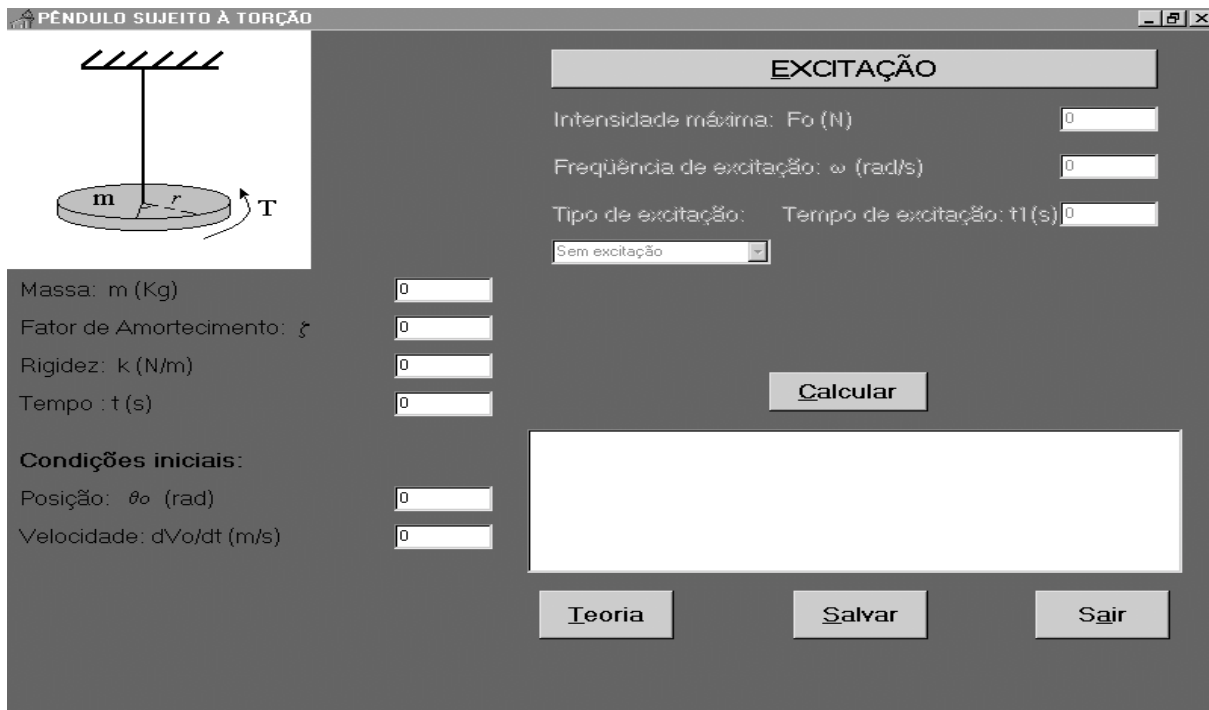 PÊNDULO SUJEITO À TORÇÃO
m r T
Massa: m (Kg) 0
Fator de Amortecimento: ζ 0
Rigidez: k (N/m) 0
Tempo : t (s) 0
Condições iniciais:
Posição: θo (rad) 0
Velocidade: dVo/dt (m/s) 0
EXCITAÇÃO
Intensidade máxima: Fo (N) 0
Freqüência de excitação: ω (rad/s) 0
Tipo de excitação: Tempo de excitação: t1(s) 0
Sem excitação
Calcular
Teoria Salvar Sair